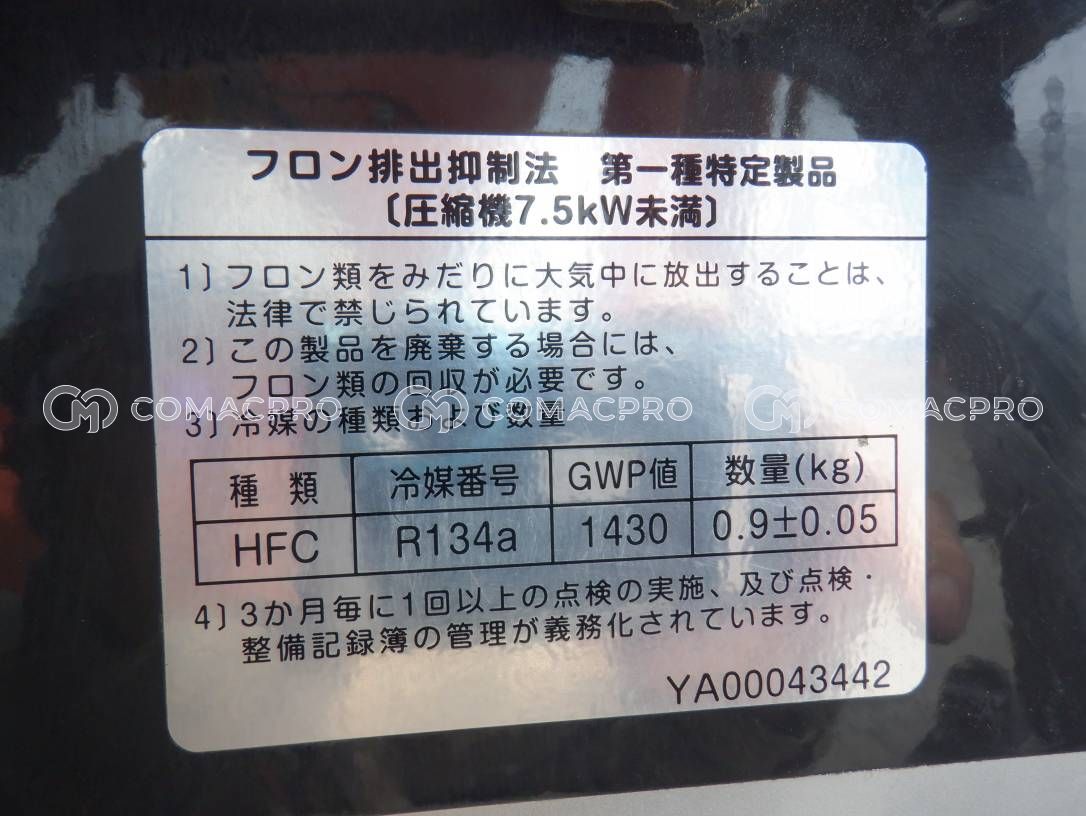 フロン排出抑制法 第一種特定製品
〔圧縮機7.5kW未満〕
1〕フロン類をみだりに大気中に放出することは、
法律で禁じられています。
2〕この製品を廃棄する場合には、
フロン類の回収が必要です。
3〕冷媒の種類および数量
COMACPRO COMACPRO COMACPRO
種類 冷媒番号 GWP値 数量(kg)
HFC R134a 1430 0.9±0.05
4〕3か月毎に1回以上の点検の実施、及び点検・
整備記録簿の管理が義務化されています。
YA00043442